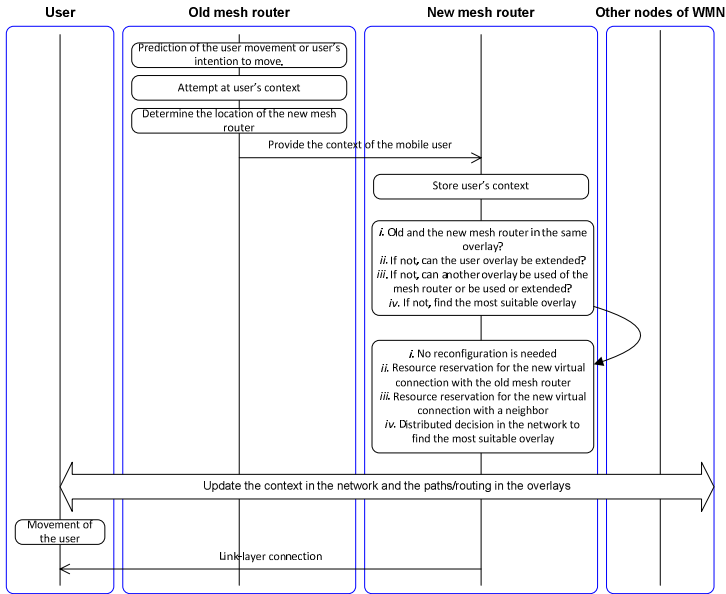 User
Old mesh router
New mesh router
Other nodes of WMN
Prediction of the user movement or user's
intention to move.
Attempt at user's context
Determine the location of the new mesh
router
Provide the context of the mobile user
Store user's context
i. Old and the new mesh router in the same
overlay?
ii. If not, can the user overlay be extended?
iii. If not, can another overlay be used of the
mesh router or be used or extended?
iv. If not, find the most suitable overlay
i. No reconfiguration is needed
ii. Resource reservation for the new virtual
connection with the old mesh router
iii. Resource reservation for the new virtual
connection with a neighbor
iv. Distributed decision in the network to
find the most suitable overlay
Update the context in the network and the paths/routing in the overlays
Movement of
the user
Link-layer connection